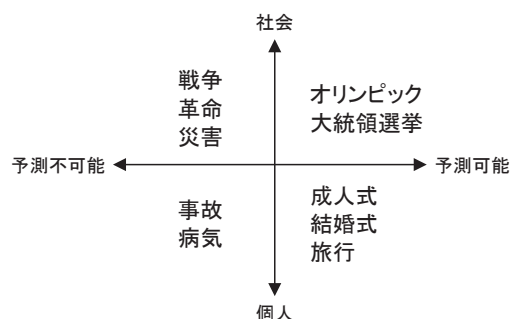 社会
戦争
革命
災害
オリンピック
大統領選挙
予測不可能
予測可能
事故
病気
成人式
結婚式
旅行
個人